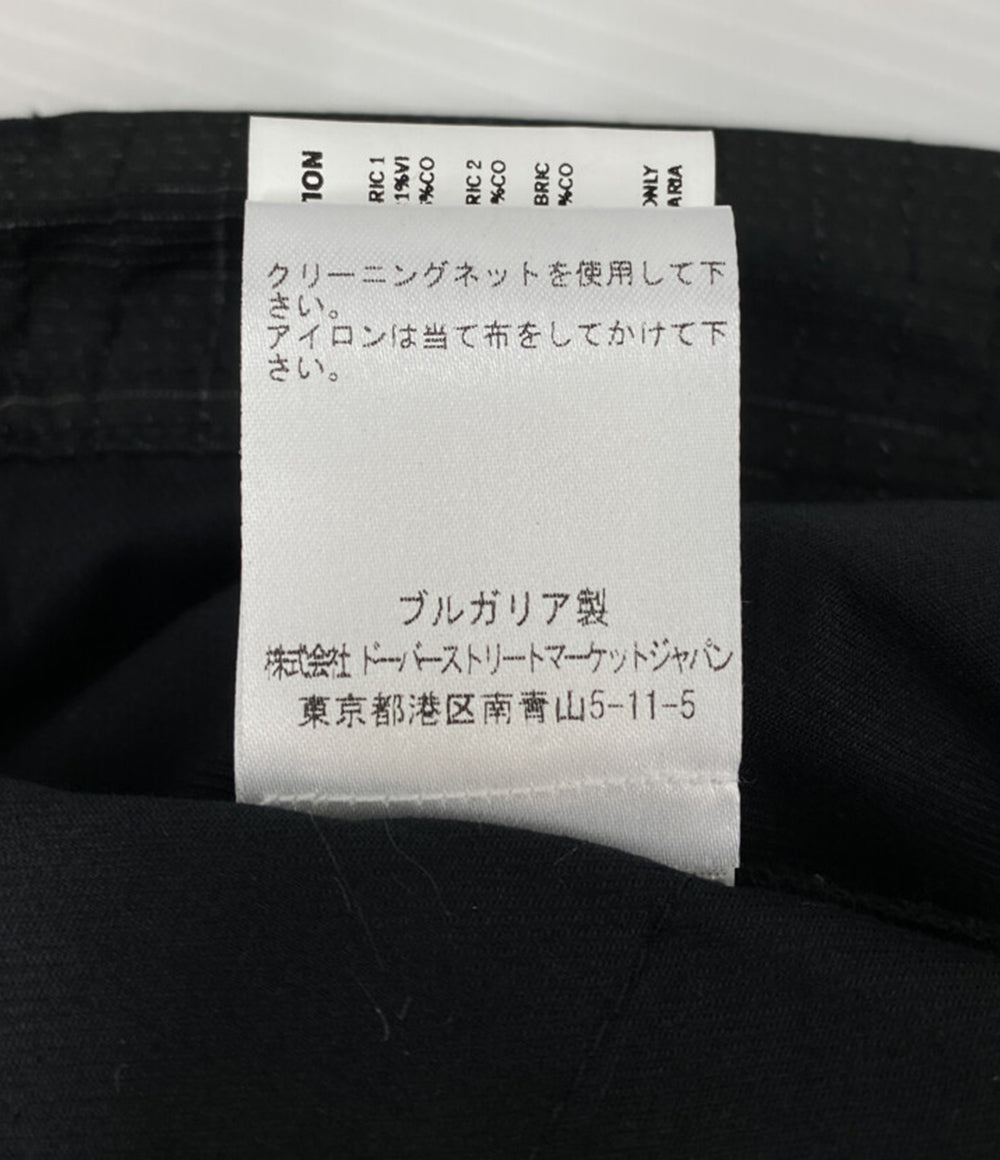 クリーニングネットを使用して下
さい。
アイロンは当て布をしてかけて下
さい。
ブルガリア製
株式会社 ドーバーストリートマーケットジャパン
東京都港区南青山5-11-5
TION
RIC 1
1%VI
%CO
RIC 2
%CO
BRIC
%CO
ONLY
ARIA